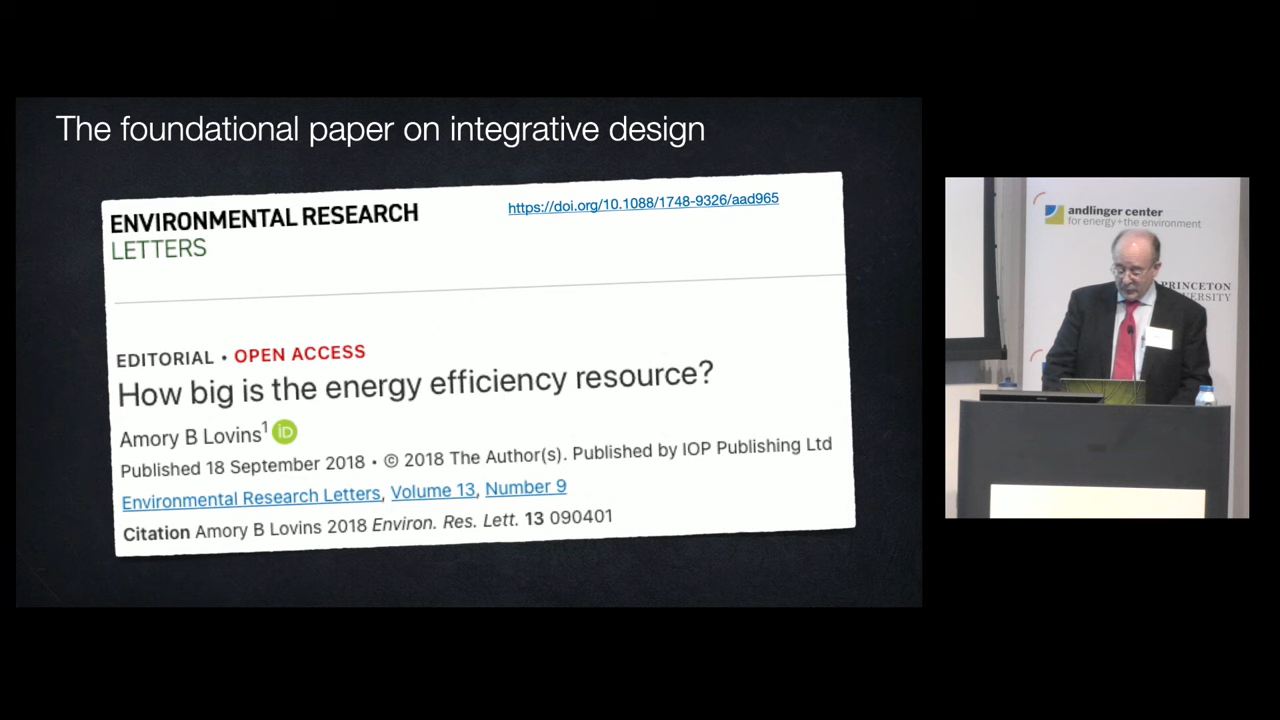 The foundational paper on integrative design
ENVIRONMENTAL RESEARCH
LETTERS
https://doi.org/10.1088/1748-9326/aad965
EDITORIAL • OPEN ACCESS
How big is the energy efficiency resource?
Amory B Lovins1 iD
Published 18 September 2018 • © 2018 The Author(s). Published by IOP Publishing Ltd
Environmental Research Letters, Volume 13, Number 9
Citation Amory B Lovins 2018 Environ. Res. Lett. 13 090401
andlinger center
for energy+the environment
PRINCETON